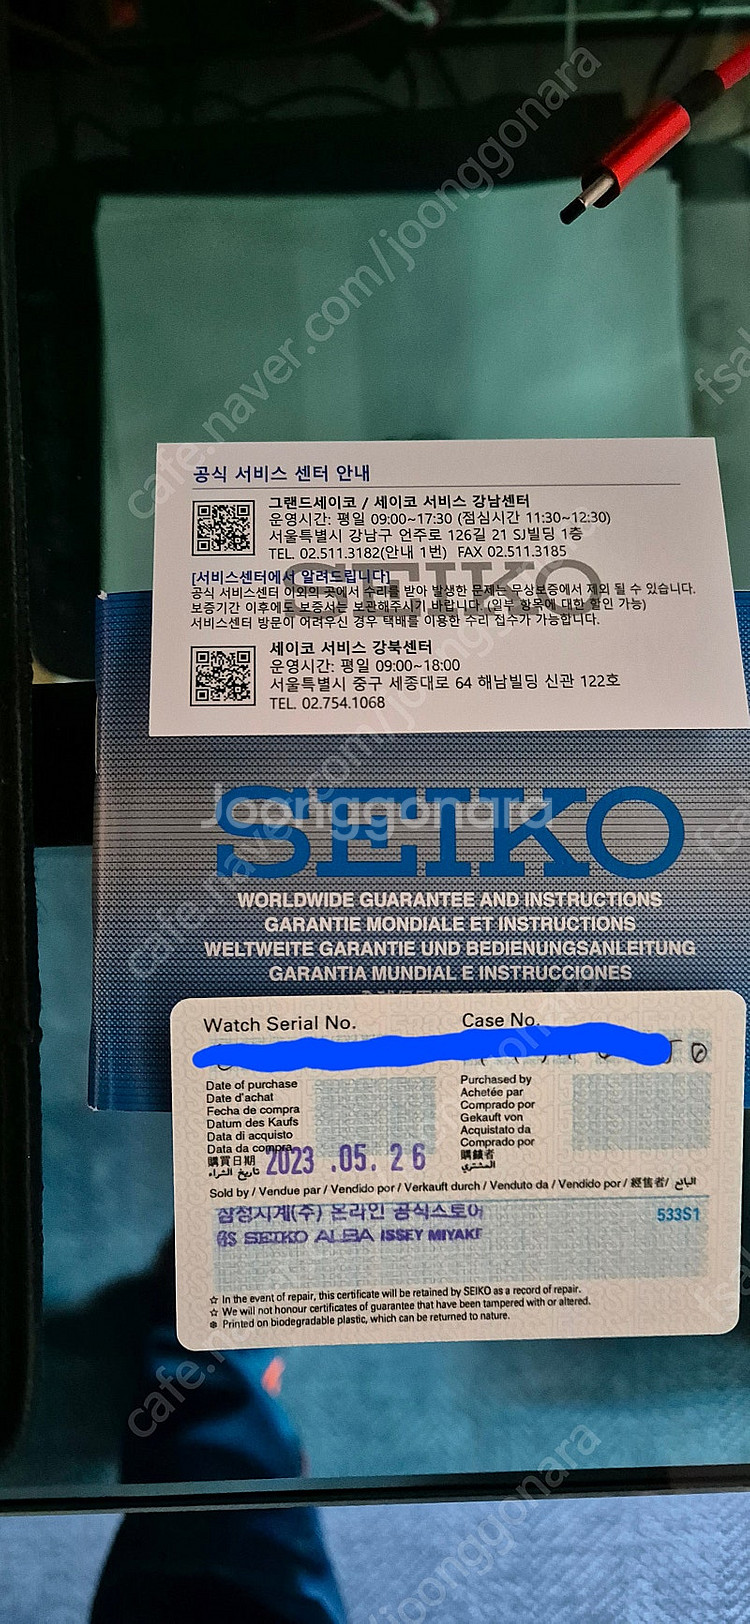 공식 서비스 센터 안내
그랜드세이코 / 세이코 서비스 강남센터
운영시간: 평일 09:00~17:30 (점심시간 11:30~12:30)
서울특별시 강남구 언주로 126길 21 SJ빌딩 1층
TEL. 02.511.3182(안내 1번) FAX 02.511.3185
SEIKO
[서비스센터에서 알려드립니다]
공식 서비스센터 이외의 곳에서 수리를 받아 발생한 문제는 무상보증에서 제외 될 수 있습니다.
보증기간 이후에도 보증서는 보관해주시기 바랍니다.(일부 항목에 대한 할인 가능)
서비스센터 방문이 어려우신 경우 택배를 이용한 수리 접수가 가능합니다.
세이코 서비스 강북센터
운영시간: 평일 09:00~18:00
서울특별시 중구 세종대로 64 해남빌딩 신관 122호
TEL. 02.754.1068
SEIKO
Joonggonara
WORLDWIDE GUARANTEE AND INSTRUCTIONS
GARANTIE MONDIALE ET INSTRUCTIONS
WELTWEITE GARANTIE UND BEDIENUNGSANLEITUNG
GARANTIA MUNDIAL E INSTRUCCIONES
Watch Serial No.
Case No.
Date of purchase
Date d'achat
Fecha de compra
Datum des Kaufs
Data di acquisto
Data da compra
購買日期
تاريخ الشراء
2023 .05. 26
Purchased by
Achetée par
Comprado por
Gekauft von
Acquistato da
Comprado por
購錶者
المشتري
Sold by / Vendue par / Vendido por / Verkauft durch / Venduto da / Vendido por / 經售者/ البائع
삼정시계(주) 온라인 공식스토어
SEIKO ALBA ISSEY MIYAKE
533S1
☆ In the event of repair, this certificate will be retained by SEIKO as a record of repair.
☆ We will not honour certificates of guarantee that have been tampered with or altered.
Printed on biodegradable plastic, which can be returned to nature.
cafe.naver.com/joonggonara
cafe.naver.com/joonggonara